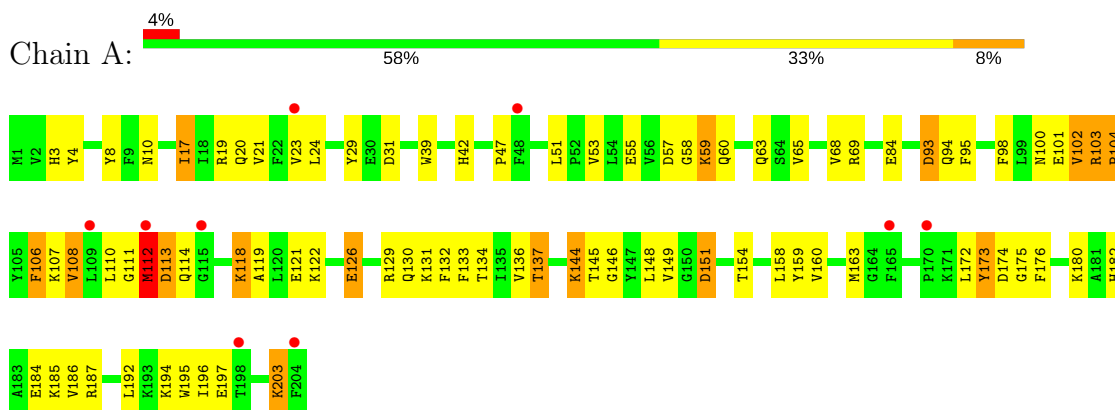 4%
Chain A:
58% 33% 8%
M1 V2 H3 Y4 Y8 F9 N10 I17 I18 R19 Q20 V21 F22 V23 L24 Y29 E30 D31 W39 H42 P47 F48 L51 P52 V53 L54 E55 V56 D57 G58 K59 Q60 Q63 S64 V65 V68 R69 E84 D93 Q94 F95 F98 L99 N100 E101 V102 R103 R104
Y105 F106 K107 V108 L109 L110 G111 M112 D113 Q114 G115 K118 A119 L120 E121 K122 E126 R129 Q130 K131 F132 F133 T134 I135 V136 T137 K144 T145 G146 Y147 L148 V149 G150 D151 T154 L158 Y159 V160 M163 G164 F165 P170 K171 L172 Y173 D174 G175 F176 K180 A181 H182
A183 E184 K185 V186 R187 L192 K193 K194 W195 I196 E197 T198 K203 F204